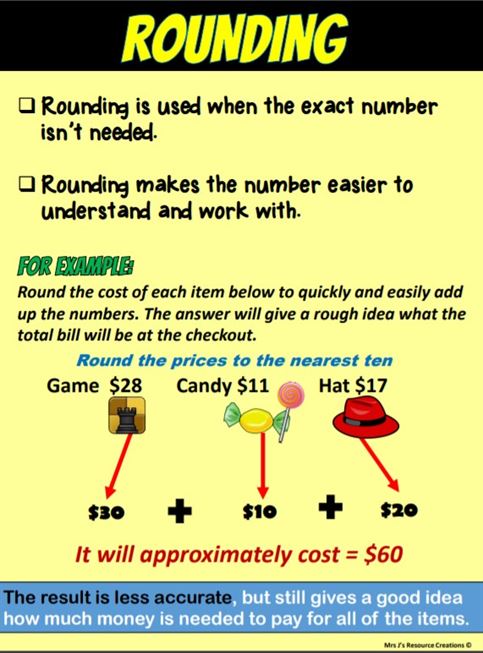 ROUNDING
❑ Rounding is used when the exact number
isn't needed.
❑ Rounding makes the number easier to
understand and work with.
FOR EXAMPLE:
Round the cost of each item below to quickly and easily add
up the numbers. The answer will give a rough idea what the
total bill will be at the checkout.
Round the prices to the nearest ten
Game $28 Candy $11 Hat $17
$30 + $10 + $20
It will approximately cost = $60
The result is less accurate, but still gives a good idea
how much money is needed to pay for all of the items.
Mrs J's Resource Creations ©